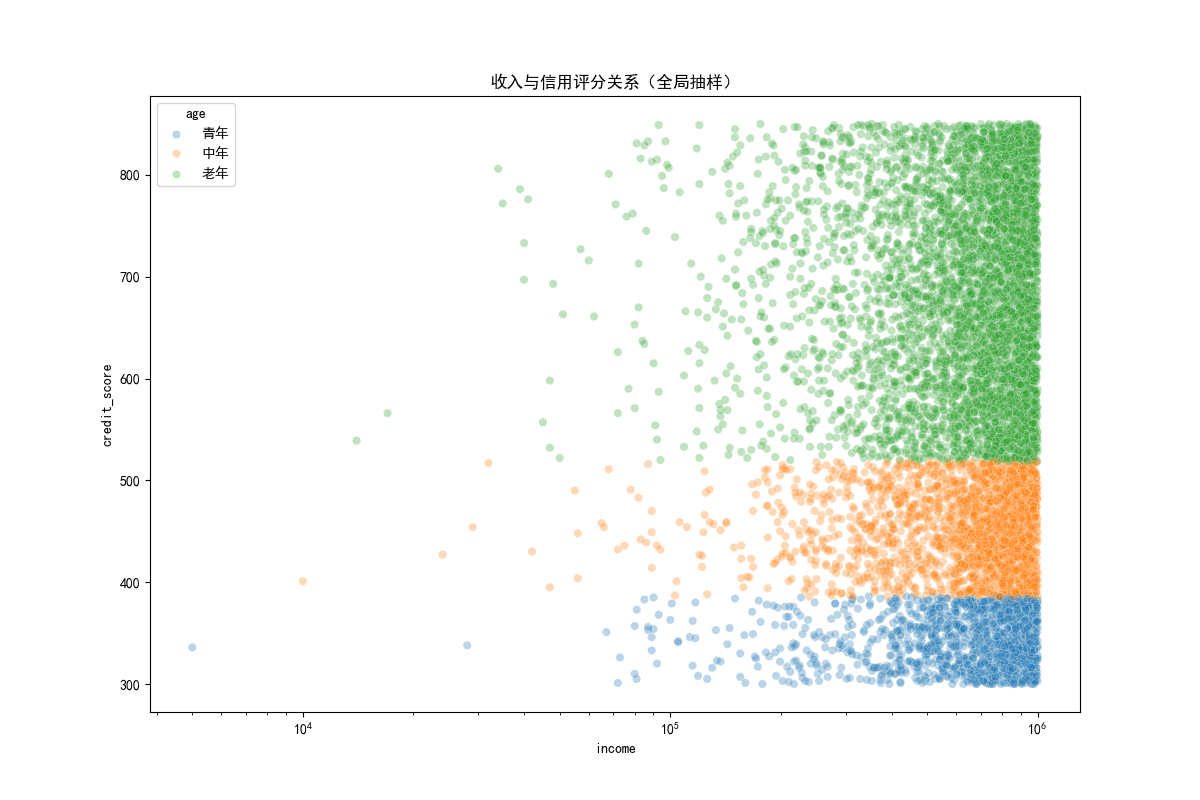 收入与信用评分关系（全局抽样）
age
青年
中年
老年
800
700
600
500
400
300
credit_score
10⁴
10⁵
10⁶
income